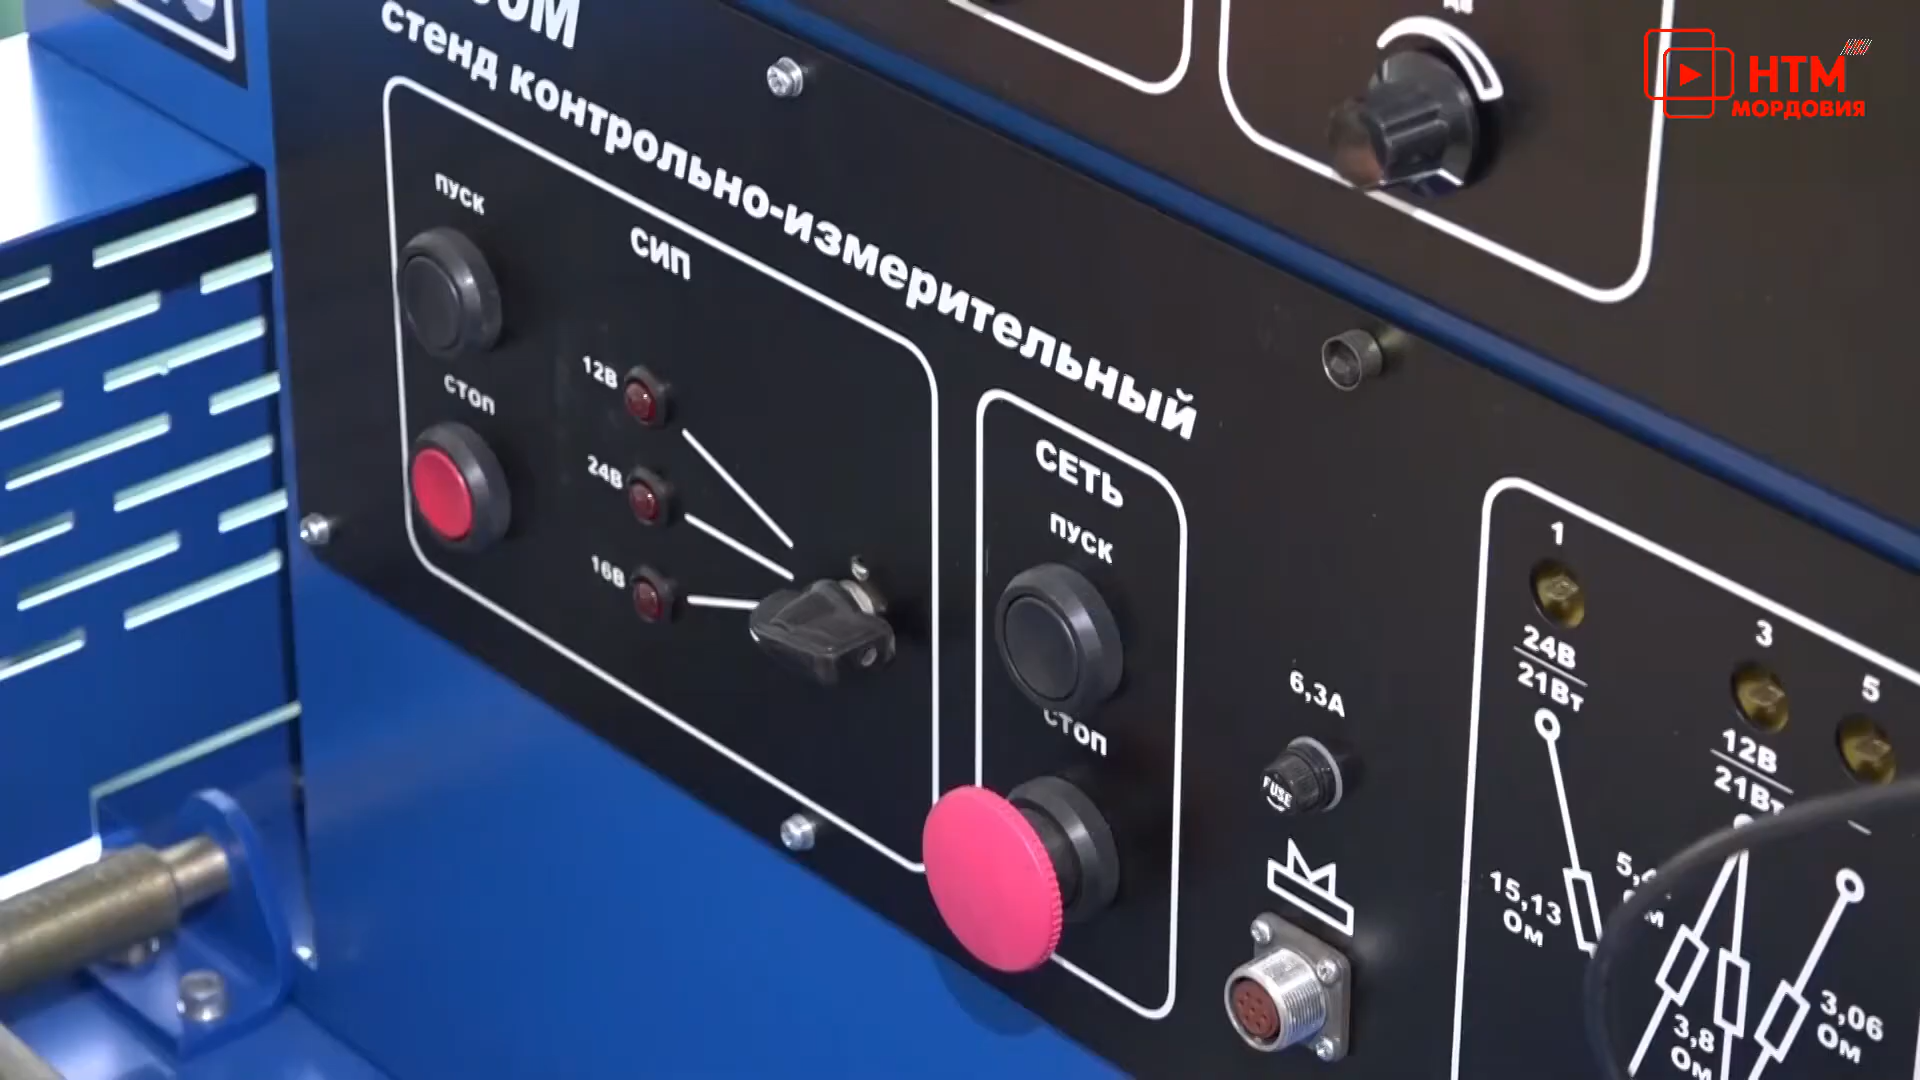 НТМ
МОРДОВИЯ
стенд контрольно-измерительный
пуск
СИП
стоп
12В
24В
16В
СЕТЬ
пуск
стоп
6,3А
FUSE
1
24В
21Вт
15,13
Ом
3
12В
21Вт
5
3,8
Ом
3,06
Ом